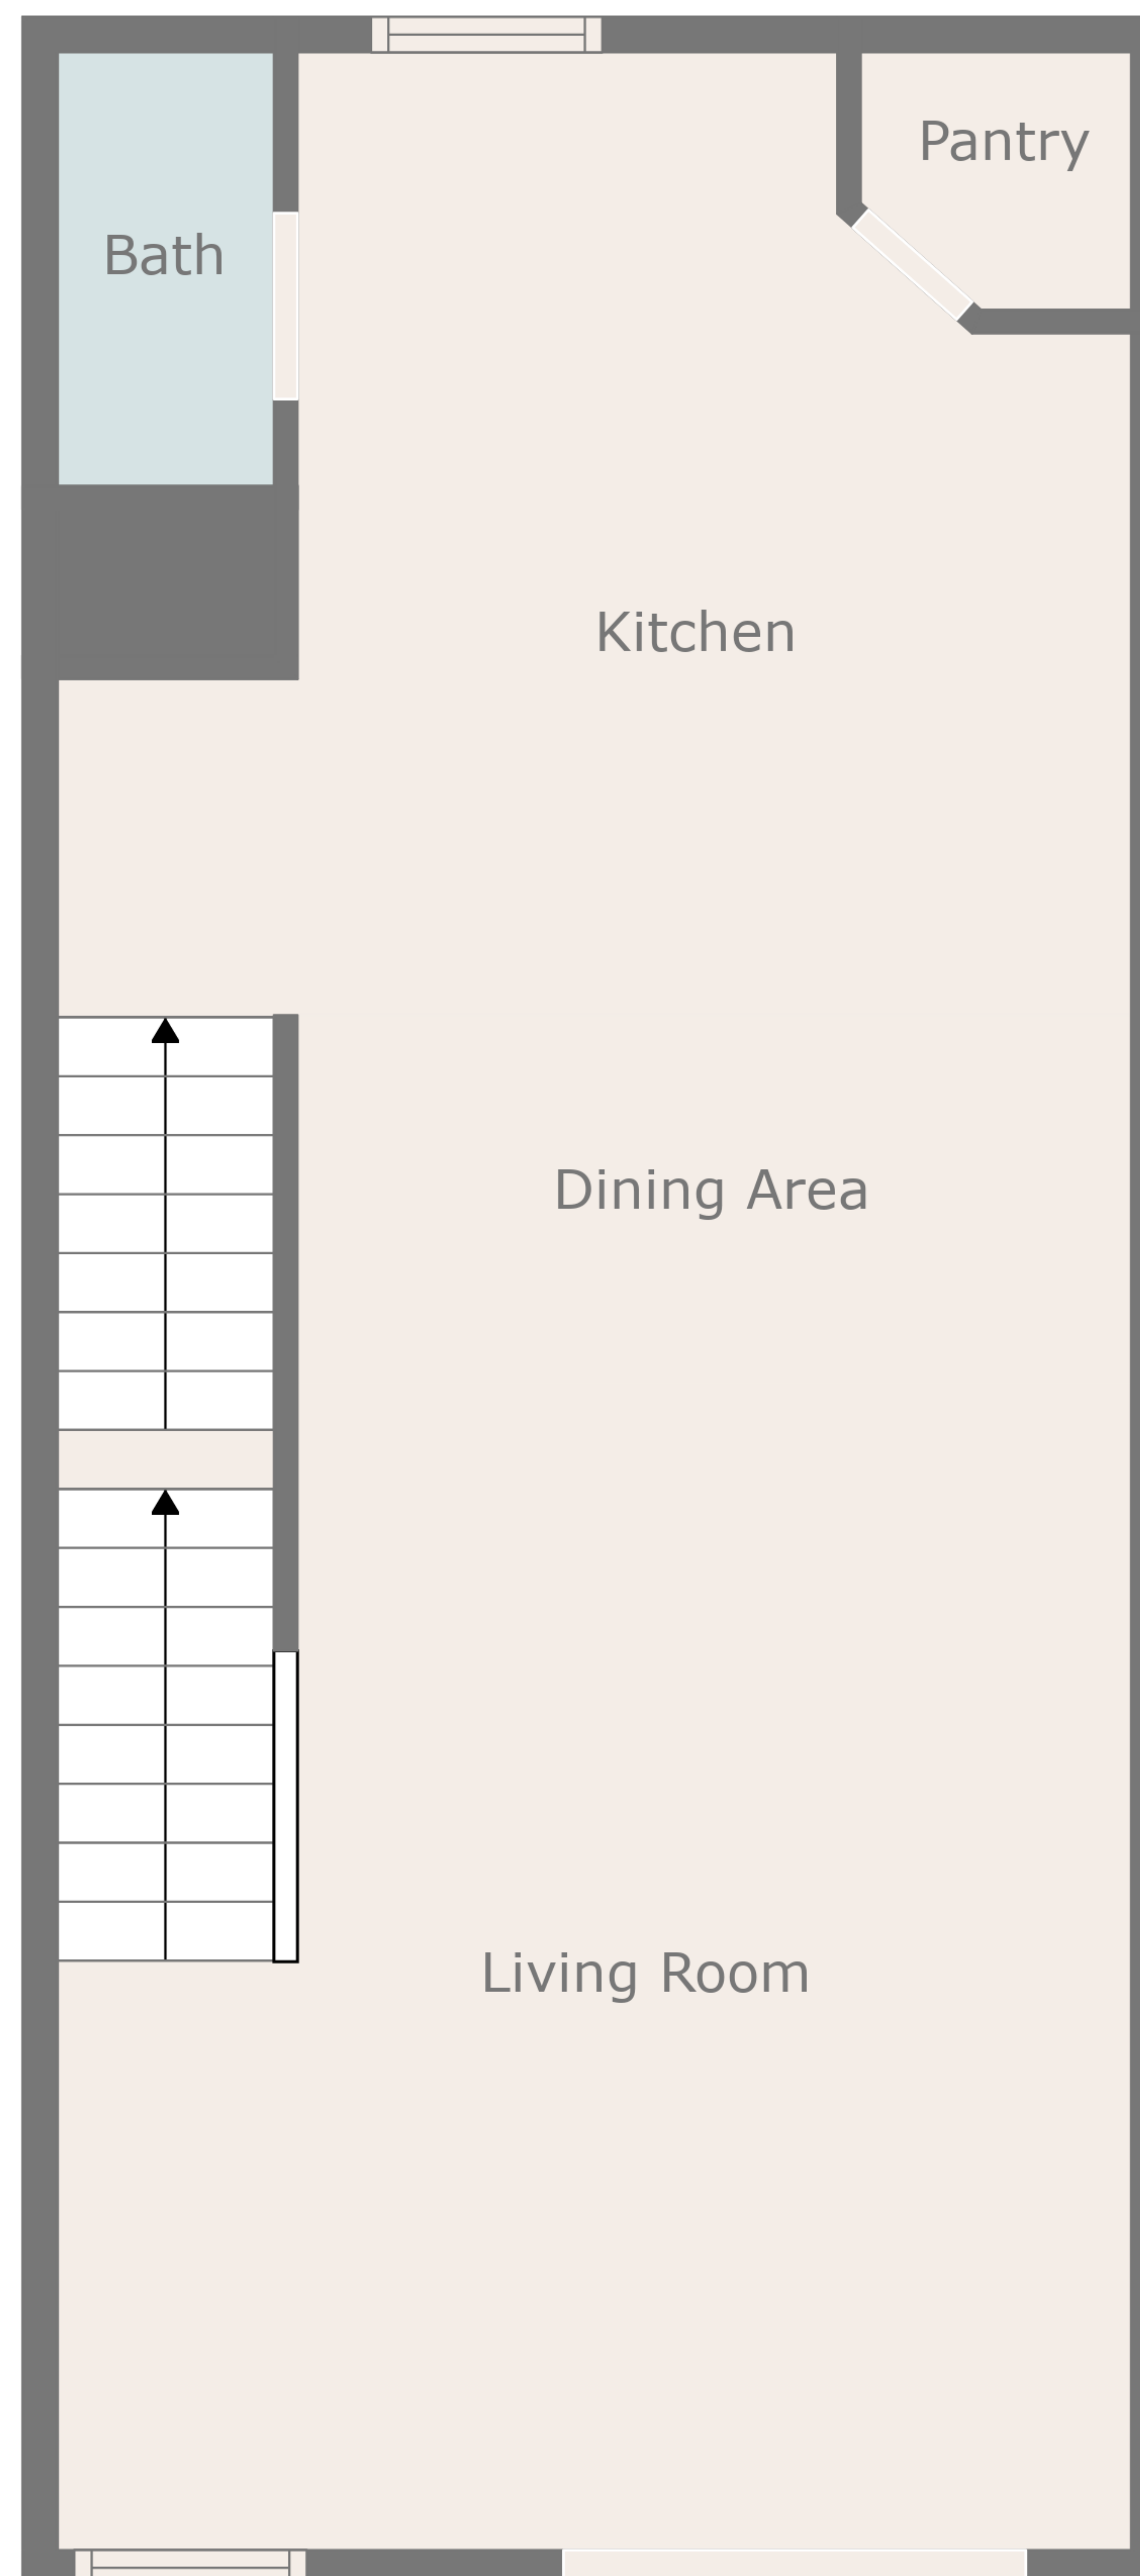 Pantry
Bath
Kitchen
Dining Area
Living Room